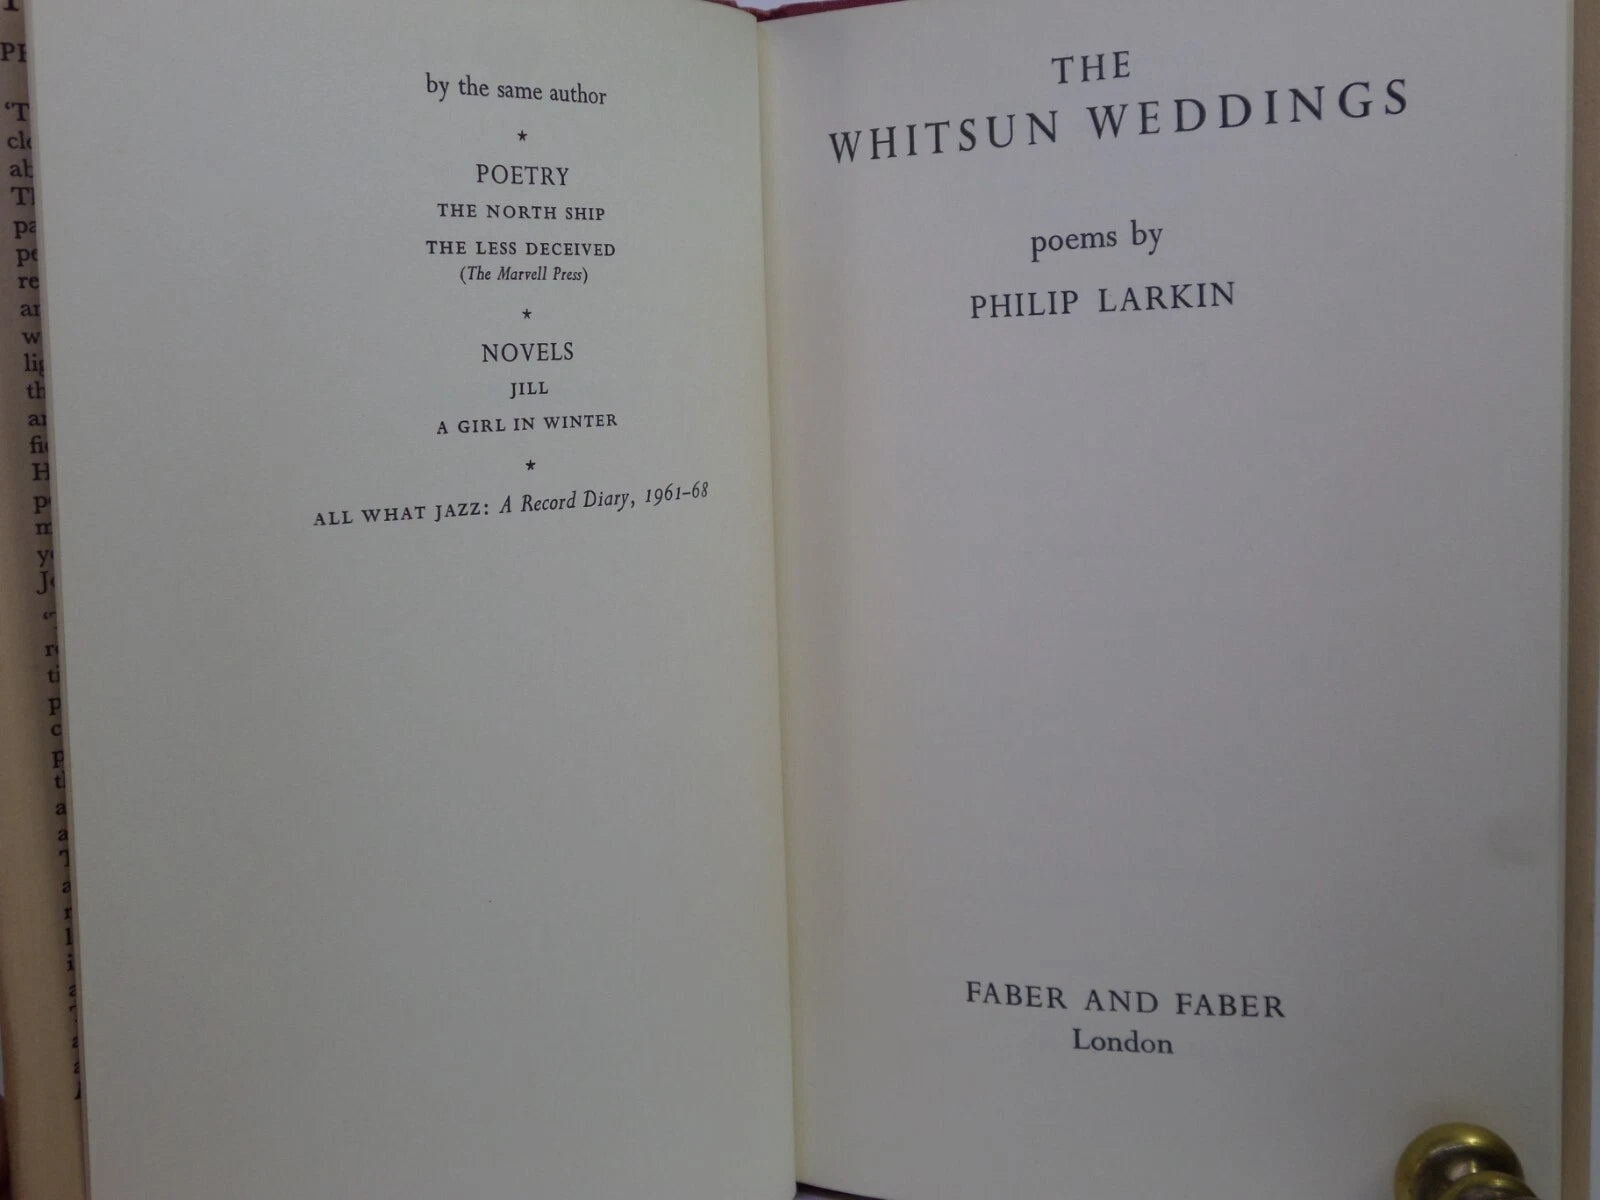 by the same author
*
POETRY
THE NORTH SHIP
THE LESS DECEIVED
(The Marvell Press)
*
NOVELS
JILL
A GIRL IN WINTER
*
ALL WHAT JAZZ: A Record Diary, 1961–68
THE
WHITSUN WEDDINGS
poems by
PHILIP LARKIN
FABER AND FABER
London